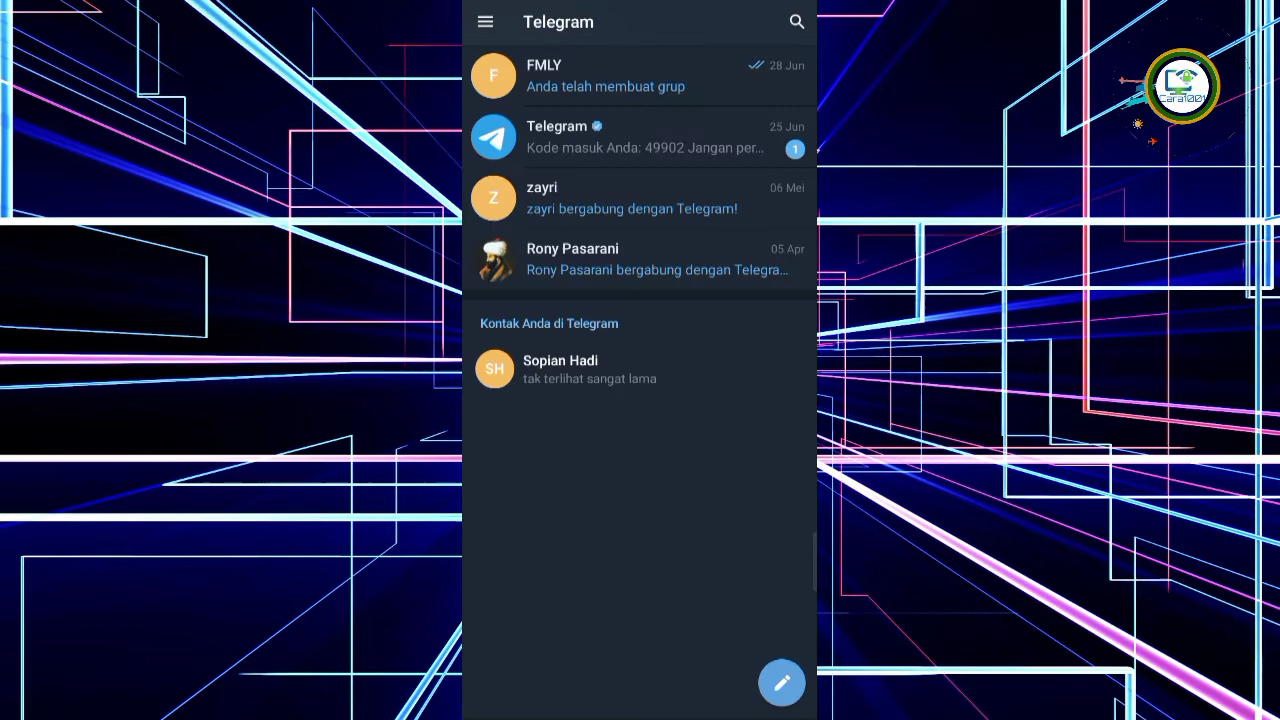 Telegram
F
FMLY
28 Jun
Anda telah membuat grup
Telegram
25 Jun
Kode masuk Anda: 49902 Jangan per...
1
Z
zayri
06 Mei
zayri bergabung dengan Telegram!
Rony Pasarani
05 Apr
Rony Pasarani bergabung dengan Telegra...
Kontak Anda di Telegram
SH
Sopian Hadi
tak terlihat sangat lama
Cara1001